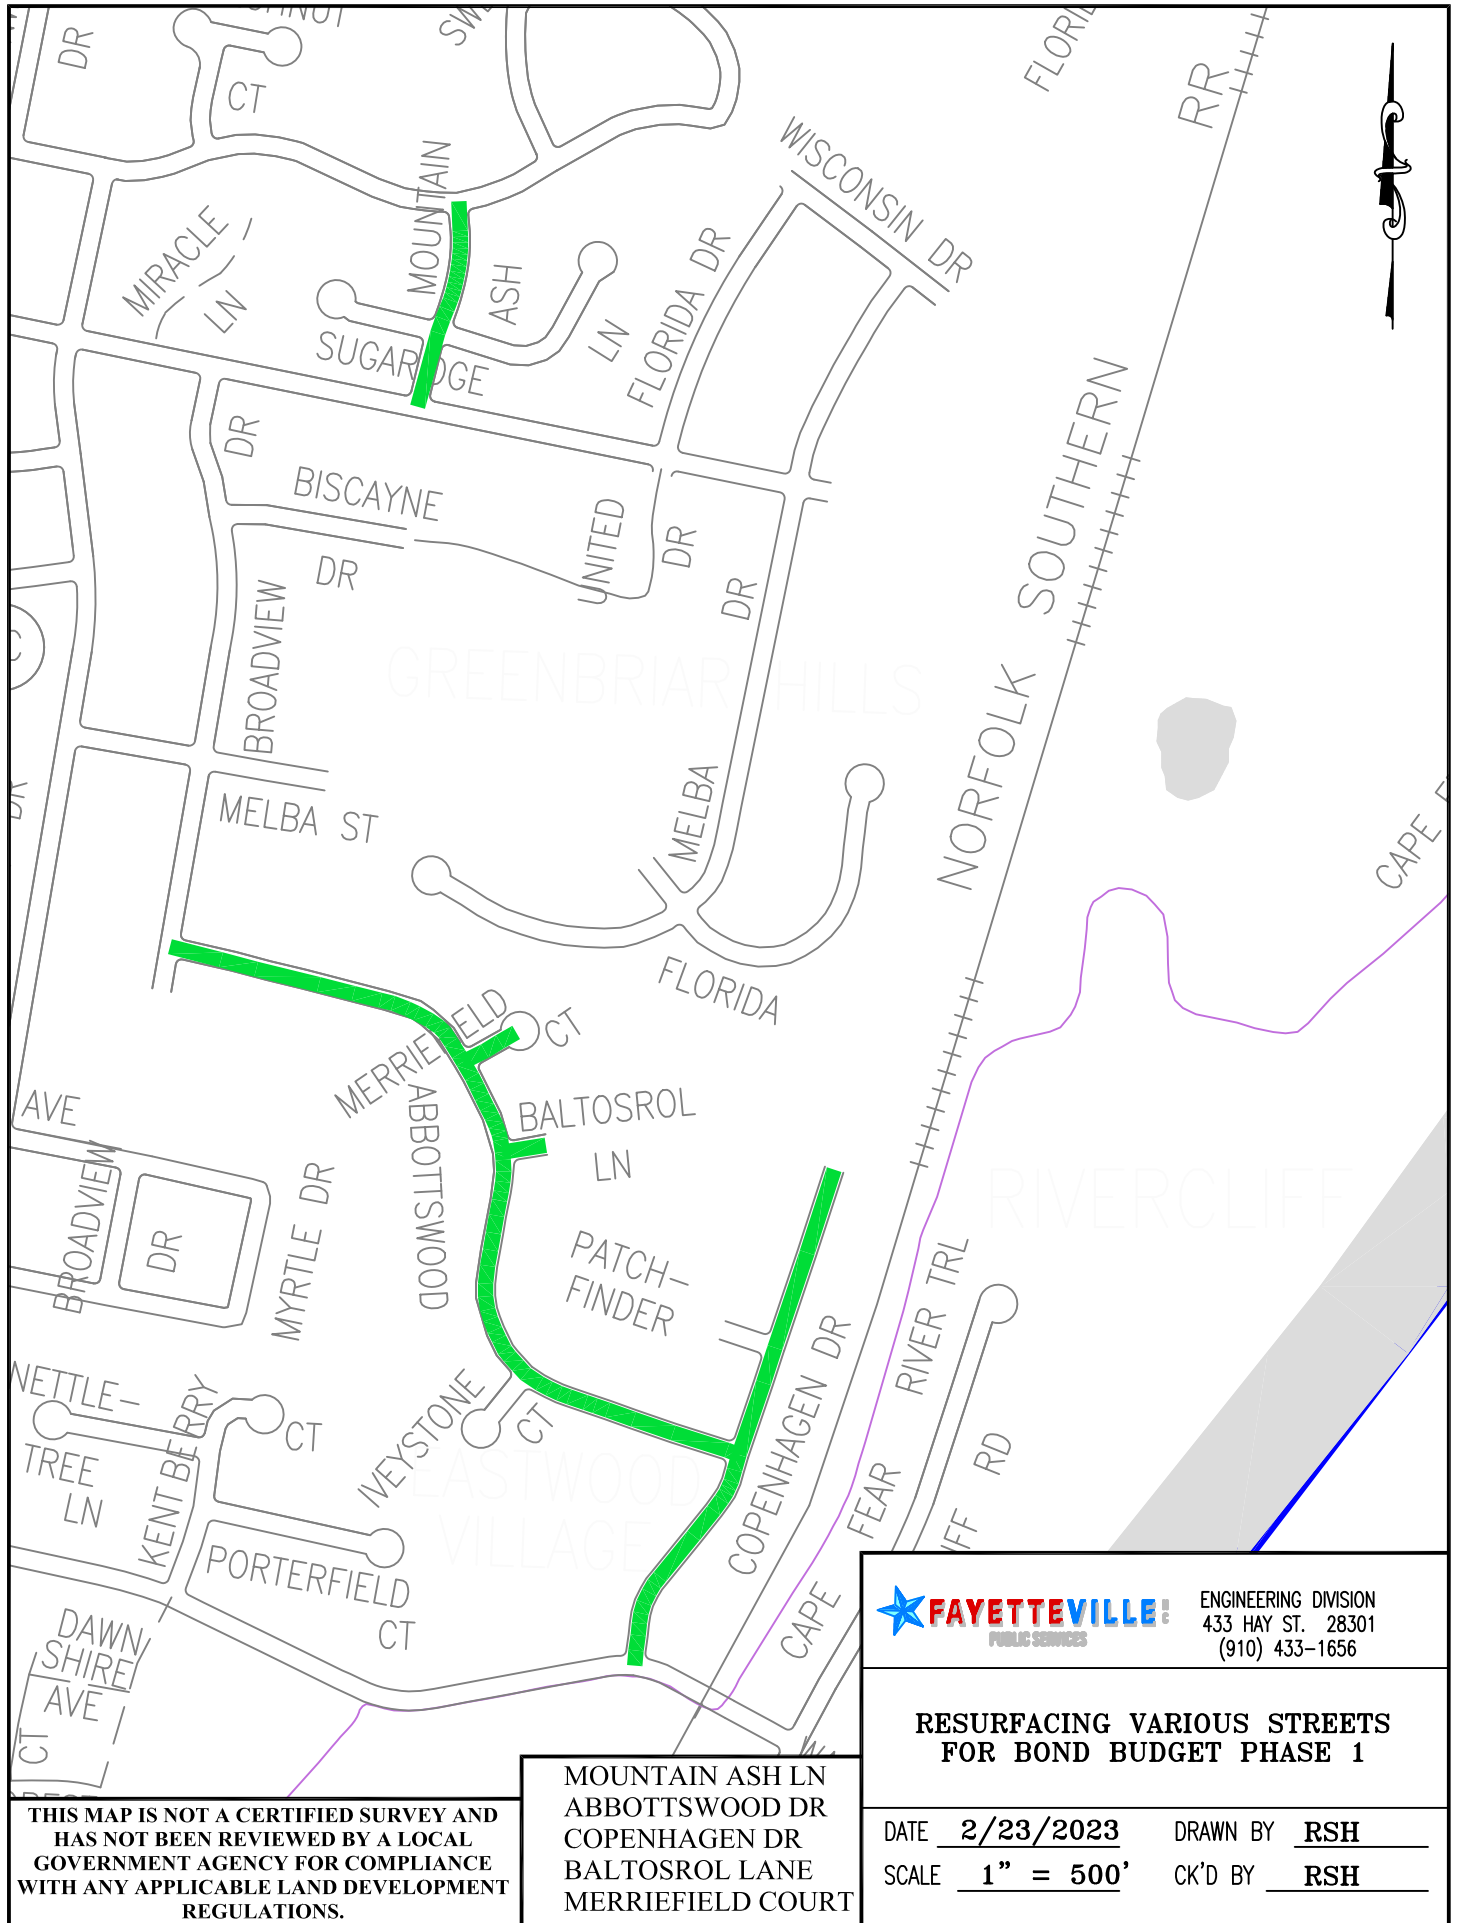 DR
CT
FLORI
RR
WISCONSIN DR
MOUNTAIN
ASH
LN
MIRACLE
LN
FLORIDA DR
SUGAR
DGE
DR
BISCAYNE
DR
UNITED
DR
DR
NORFOLK SOUTHERN
BROADVIEW
GREENBRIAR HILLS
C
DR
MELBA ST
MELBA
CAPE
FLORIDA
MERRIE
ELD
CT
AVE
ABBOTTSWOOD
BALTOSROL
LN
RIVERCLIFF
BROADVIEW
DR
MYRTLE DR
PATCH-
FINDER
COPENHAGEN DR
RIVER TRL
NETTLE-
TREE
LN
KENT BERRY
CT
IVEYSTONE
CT
EASTWOOD
VILLAGE
FEAR
CAPE
IFF RD
PORTERFIELD
CT
DAWN
SHIRE
AVE
CT
FAYETTEVILLE
PUBLIC SERVICES
ENGINEERING DIVISION
433 HAY ST. 28301
(910) 433-1656
RESURFACING VARIOUS STREETS
FOR BOND BUDGET PHASE 1
DATE 2/23/2023 DRAWN BY RSH
SCALE 1" = 500' CK'D BY RSH
MOUNTAIN ASH LN
ABBOTTSWOOD DR
COPENHAGEN DR
BALTOSROL LANE
MERRIEFIELD COURT
THIS MAP IS NOT A CERTIFIED SURVEY AND
HAS NOT BEEN REVIEWED BY A LOCAL
GOVERNMENT AGENCY FOR COMPLIANCE
WITH ANY APPLICABLE LAND DEVELOPMENT
REGULATIONS.